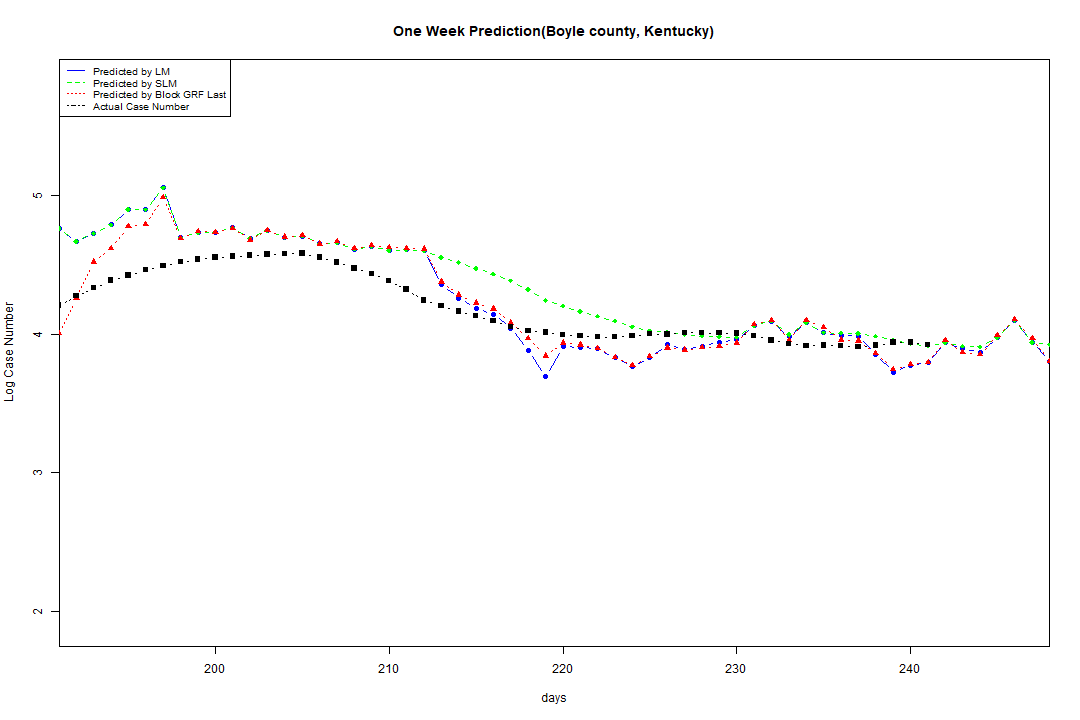 One Week Prediction(Boyle county, Kentucky)
Predicted by LM
Predicted by SLM
Predicted by Block GRF Last
Actual Case Number
Log Case Number
5
4
3
2
200
210
220
230
240
days